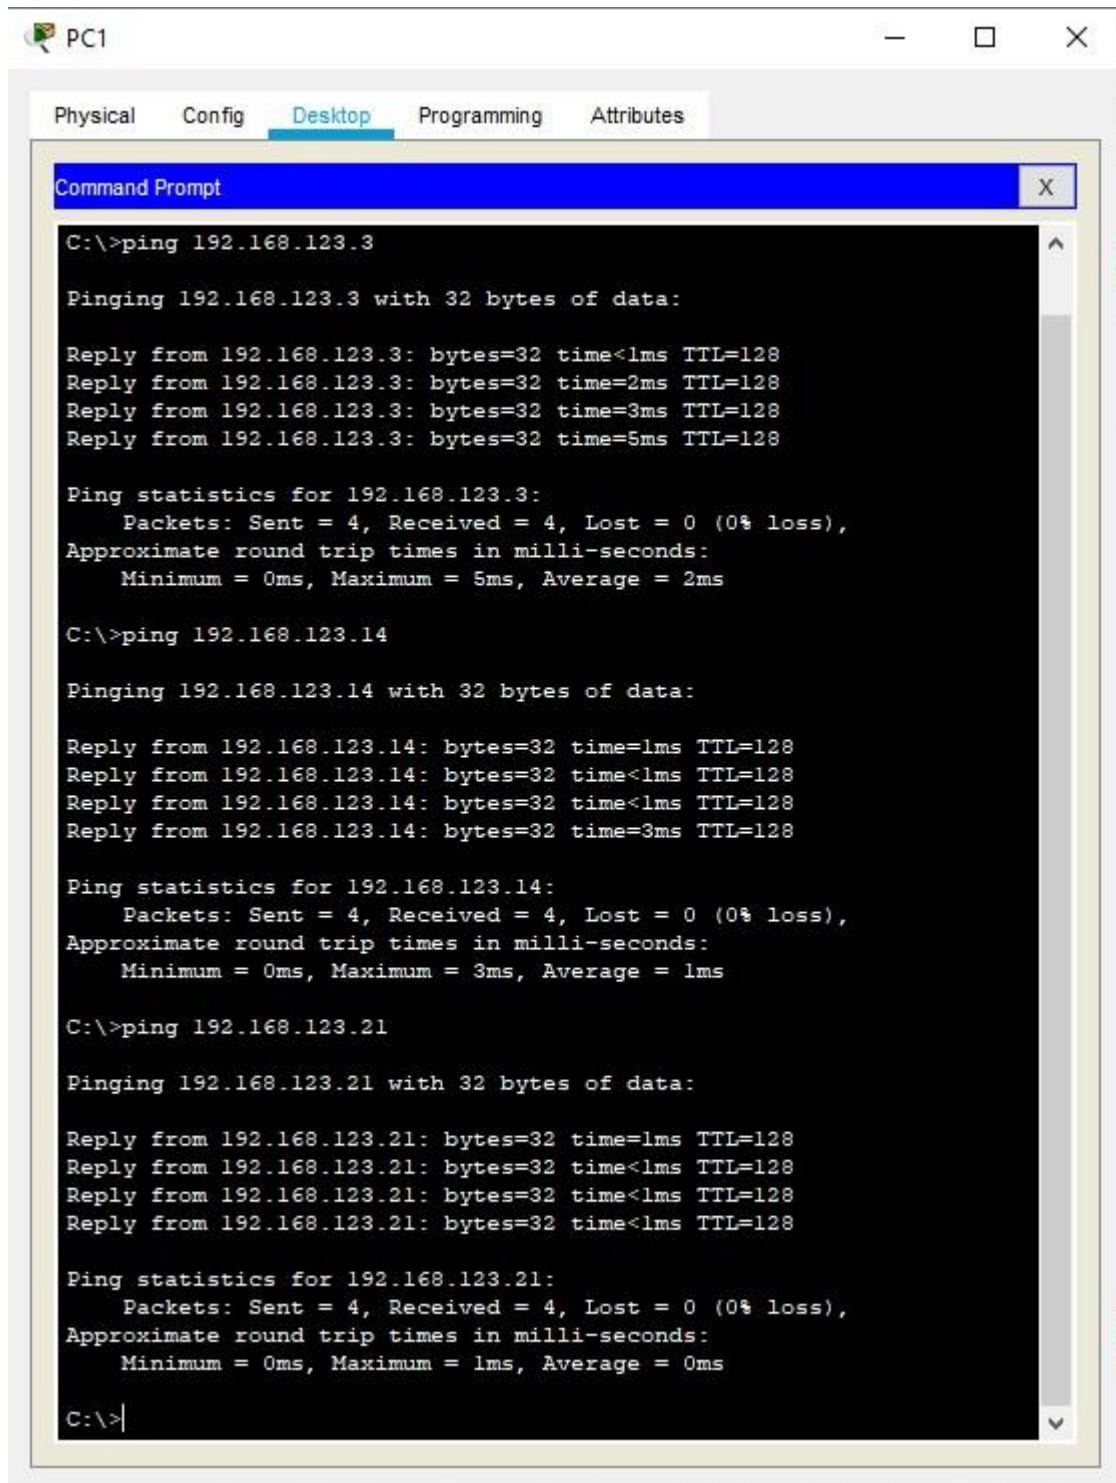 PC1
Physical Config Desktop Programming Attributes
Command Prompt X
C:\>ping 192.168.123.3
Pinging 192.168.123.3 with 32 bytes of data:
Reply from 192.168.123.3: bytes=32 time<1ms TTL=128
Reply from 192.168.123.3: bytes=32 time=2ms TTL=128
Reply from 192.168.123.3: bytes=32 time=3ms TTL=128
Reply from 192.168.123.3: bytes=32 time=5ms TTL=128
Ping statistics for 192.168.123.3:
Packets: Sent = 4, Received = 4, Lost = 0 (0% loss),
Approximate round trip times in milli-seconds:
Minimum = 0ms, Maximum = 5ms, Average = 2ms
C:\>ping 192.168.123.14
Pinging 192.168.123.14 with 32 bytes of data:
Reply from 192.168.123.14: bytes=32 time=1ms TTL=128
Reply from 192.168.123.14: bytes=32 time<1ms TTL=128
Reply from 192.168.123.14: bytes=32 time<1ms TTL=128
Reply from 192.168.123.14: bytes=32 time=3ms TTL=128
Ping statistics for 192.168.123.14:
Packets: Sent = 4, Received = 4, Lost = 0 (0% loss),
Approximate round trip times in milli-seconds:
Minimum = 0ms, Maximum = 3ms, Average = 1ms
C:\>ping 192.168.123.21
Pinging 192.168.123.21 with 32 bytes of data:
Reply from 192.168.123.21: bytes=32 time=1ms TTL=128
Reply from 192.168.123.21: bytes=32 time<1ms TTL=128
Reply from 192.168.123.21: bytes=32 time<1ms TTL=128
Reply from 192.168.123.21: bytes=32 time<1ms TTL=128
Ping statistics for 192.168.123.21:
Packets: Sent = 4, Received = 4, Lost = 0 (0% loss),
Approximate round trip times in milli-seconds:
Minimum = 0ms, Maximum = 1ms, Average = 0ms
C:\>